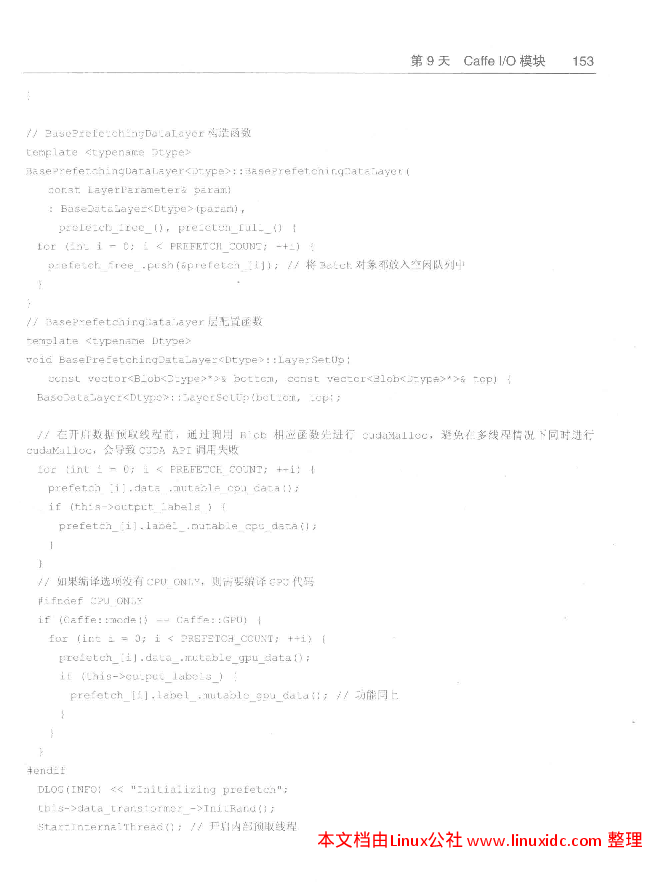 第 9 天 Caffe I/O 模块 153
}
// BasePrefetchingDataLayer 构造函数
template <typename Dtype>
BasePrefetchingDataLayer<Dtype>::BasePrefetchingDataLayer(
const LayerParameter& param)
: BaseDataLayer<Dtype>(param),
prefetch_free_(), prefetch_full_() {
for (int i = 0; i < PREFETCH_COUNT; ++i) {
prefetch_free_.push(&prefetch_[i]); // 将 Batch 对象都放入空闲队列中
}
}
// BasePrefetchingDataLayer 层配置函数
template <typename Dtype>
void BasePrefetchingDataLayer<Dtype>::LayerSetUp(
const vector<Blob<Dtype>*>& bottom, const vector<Blob<Dtype>*>& top) {
BaseDataLayer<Dtype>::LayerSetUp(bottom, top);
// 在开启数据预取线程前，通过调用 Blob 相应函数先进行 cudaMalloc，避免在多线程情况下同时进行
cudaMalloc，会导致 CUDA API 调用失败
for (int i = 0; i < PREFETCH_COUNT; ++i) {
prefetch_[i].data_.mutable_cpu_data();
if (this->output_labels_) {
prefetch_[i].label_.mutable_cpu_data();
}
}
// 如果编译选项没有 CPU_ONLY，则需要编译 GPU 代码
#ifndef CPU_ONLY
if (Caffe::mode() == Caffe::GPU) {
for (int i = 0; i < PREFETCH_COUNT; ++i) {
prefetch_[i].data_.mutable_gpu_data();
if (this->output_labels_) {
prefetch_[i].label_.mutable_gpu_data(); // 功能同上
}
}
}
#endif
DLOG(INFO) << "Initializing prefetch";
this->data_transformer_->InitRand();
StartInternalThread(); // 开启内部预取线程
本文档由Linux公社 www.linuxidc.com 整理